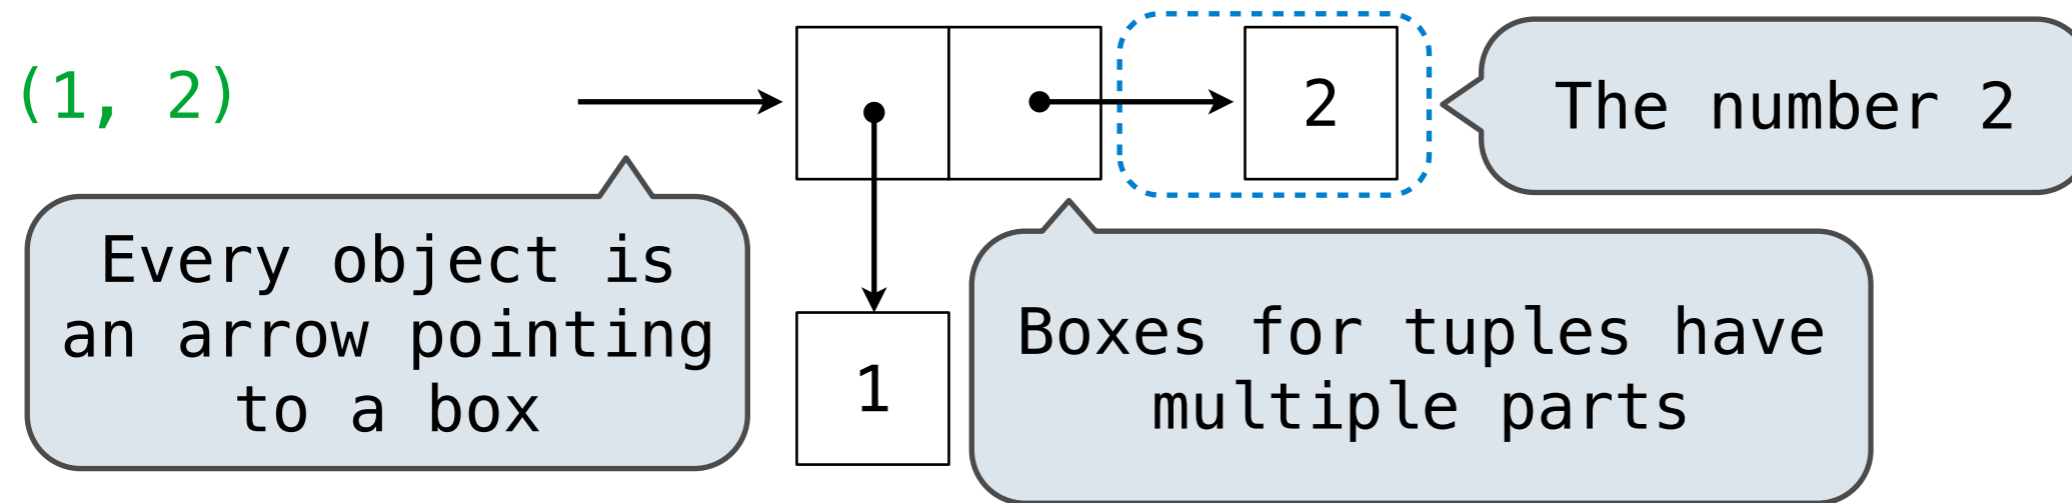 (1, 2)
2
The number 2
Every object is
an arrow pointing
to a box
1
Boxes for tuples have
multiple parts